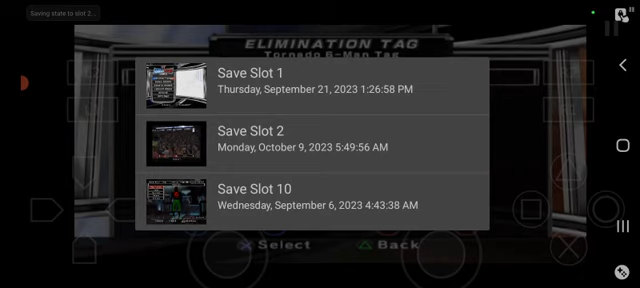 Saving state to slot 2...
ELIMINATION TAG
Tornado 6-Man Tag
Save Slot 1
Thursday, September 21, 2023 1:26:58 PM
Save Slot 2
Monday, October 9, 2023 5:49:56 AM
Save Slot 10
Wednesday, September 6, 2023 4:43:38 AM
Select
Back